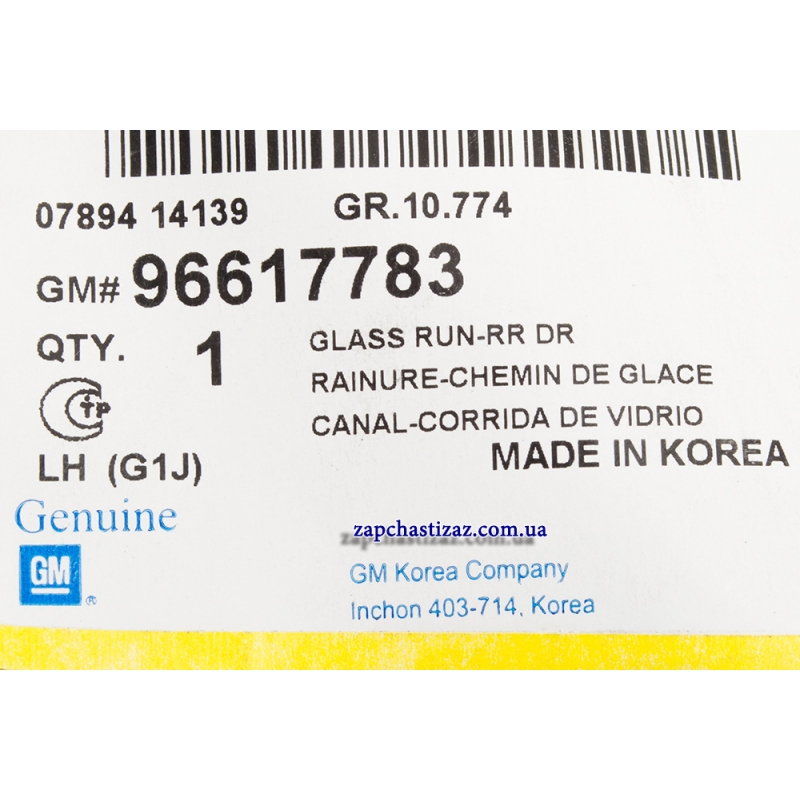 07894 14139 GR.10.774
GM# 96617783
QTY. 1 GLASS RUN-RR DR
RAINURE-CHEMIN DE GLACE
CANAL-CORRIDA DE VIDRIO
MADE IN KOREA
LH (G1J)
Genuine
zapchastizaz.com.ua
GM ®
GM Korea Company
Inchon 403-714, Korea